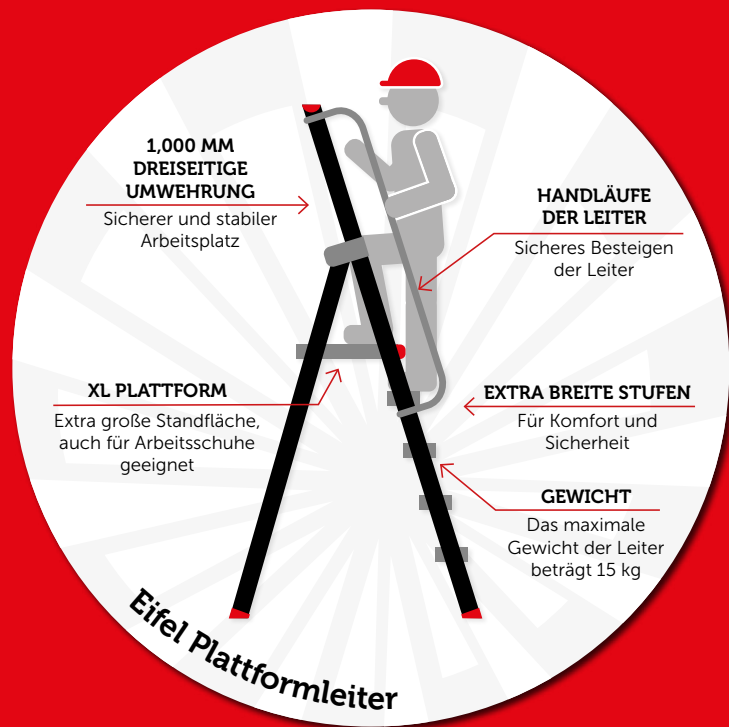 1,000 MM
DREISEITIGE
UMWEHRUNG
Sicherer und stabiler
Arbeitsplatz
HANDLÄUFE
DER LEITER
Sicheres Besteigen
der Leiter
XL PLATTFORM
Extra große Standfläche,
auch für Arbeitsschuhe
geeignet
EXTRA BREITE STUFEN
Für Komfort und
Sicherheit
GEWICHT
Das maximale
Gewicht der Leiter
beträgt 15 kg
Eifel Plattformleiter